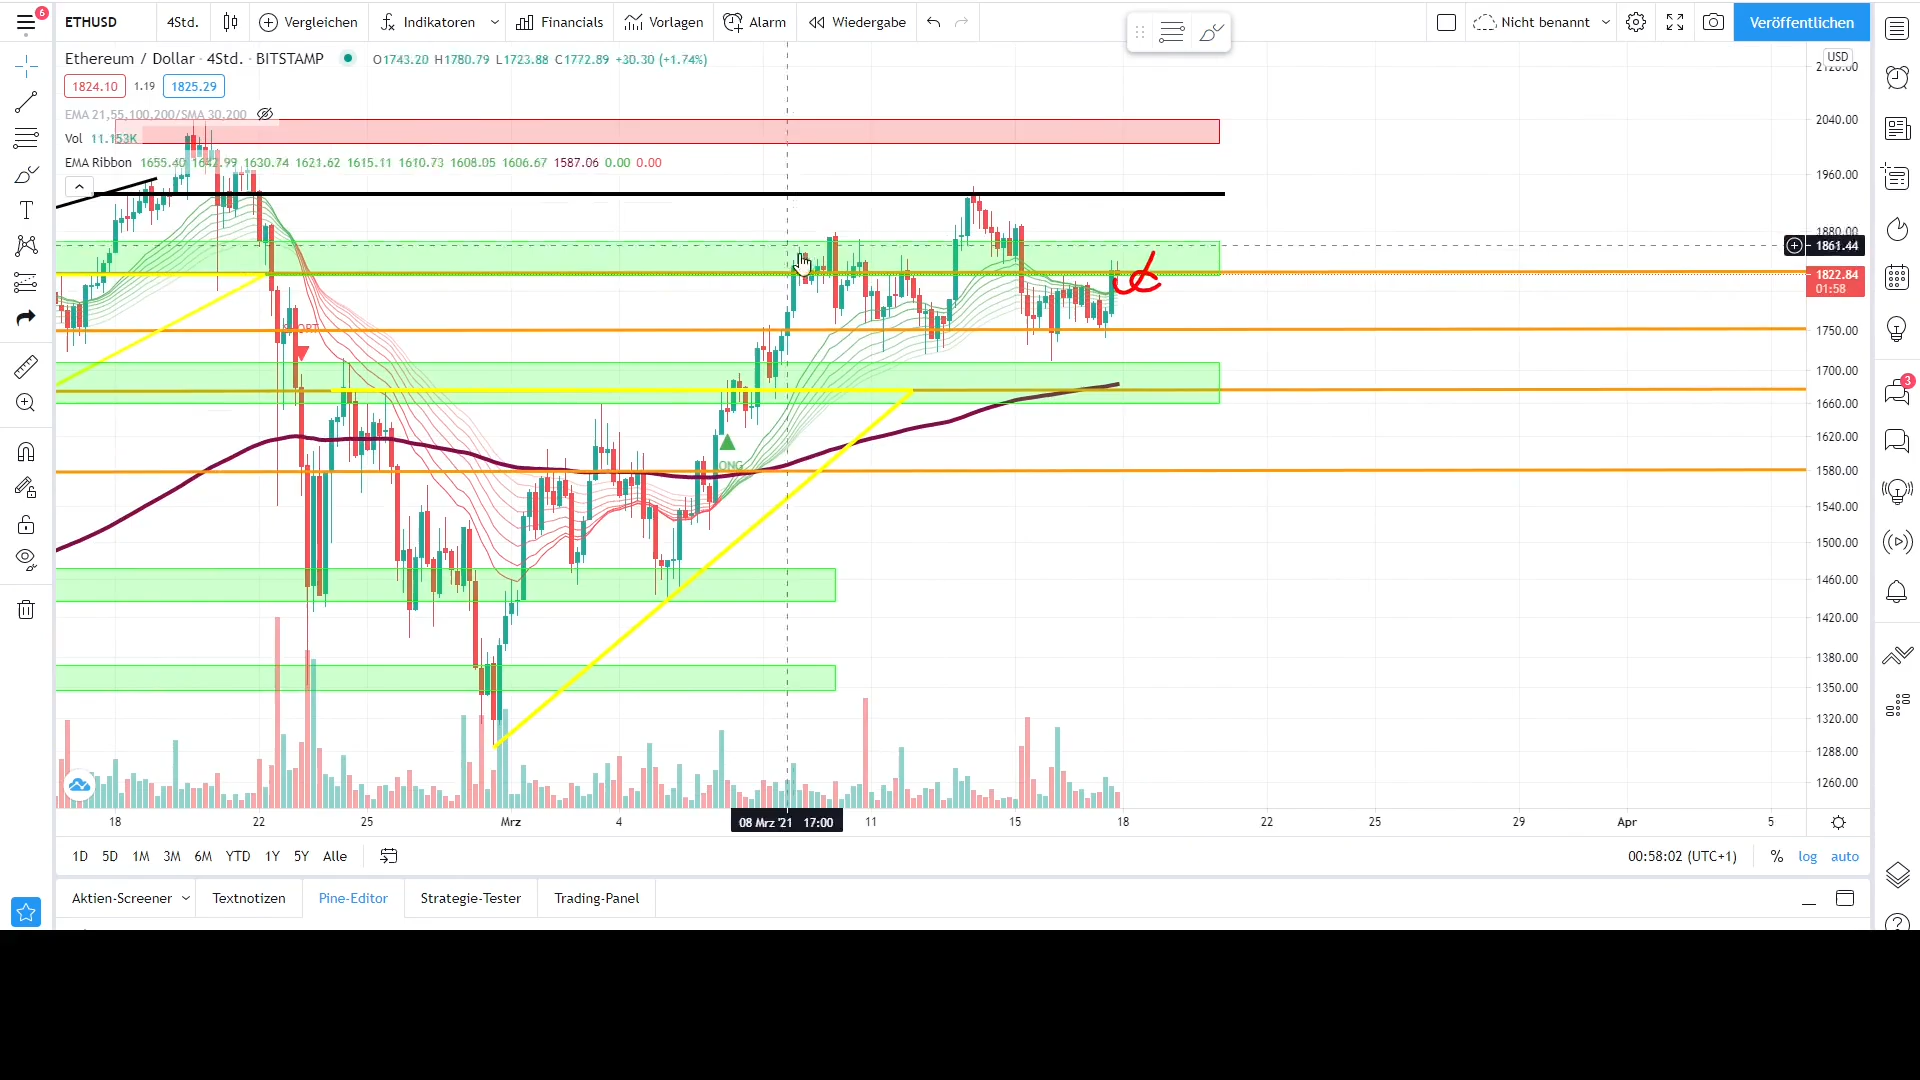 6
ETHUSD
4Std.
Vergleichen
Indikatoren
Financials
Vorlagen
Alarm
Wiedergabe
Nicht benannt
Veröffentlichen
Ethereum / Dollar · 4Std. · BITSTAMP
O1743.20 H1780.79 L1723.88 C1772.89 +30.30 (+1.74%)
USD
1824.10
1.19
1825.29
EMA 21,55,100,200/SMA 30,200
Vol 11.153K
EMA Ribbon 1655.40 1642.99 1630.74 1621.62 1615.11 1610.73 1608.05 1606.67 1587.06 0.00 0.00
2040.00
1960.00
1880.00
1861.44
1822.84
01:58
1750.00
1700.00
1660.00
1620.00
1580.00
1540.00
1500.00
1460.00
1420.00
1380.00
1350.00
1320.00
1288.00
1260.00
3
18
22
25
Mrz
4
08 Mrz '21 17:00
11
15
18
22
25
29
Apr
5
1D 5D 1M 3M 6M YTD 1Y 5Y Alle
00:58:02 (UTC+1)
% log auto
Aktien-Screener
Textnotizen
Pine-Editor
Strategie-Tester
Trading-Panel